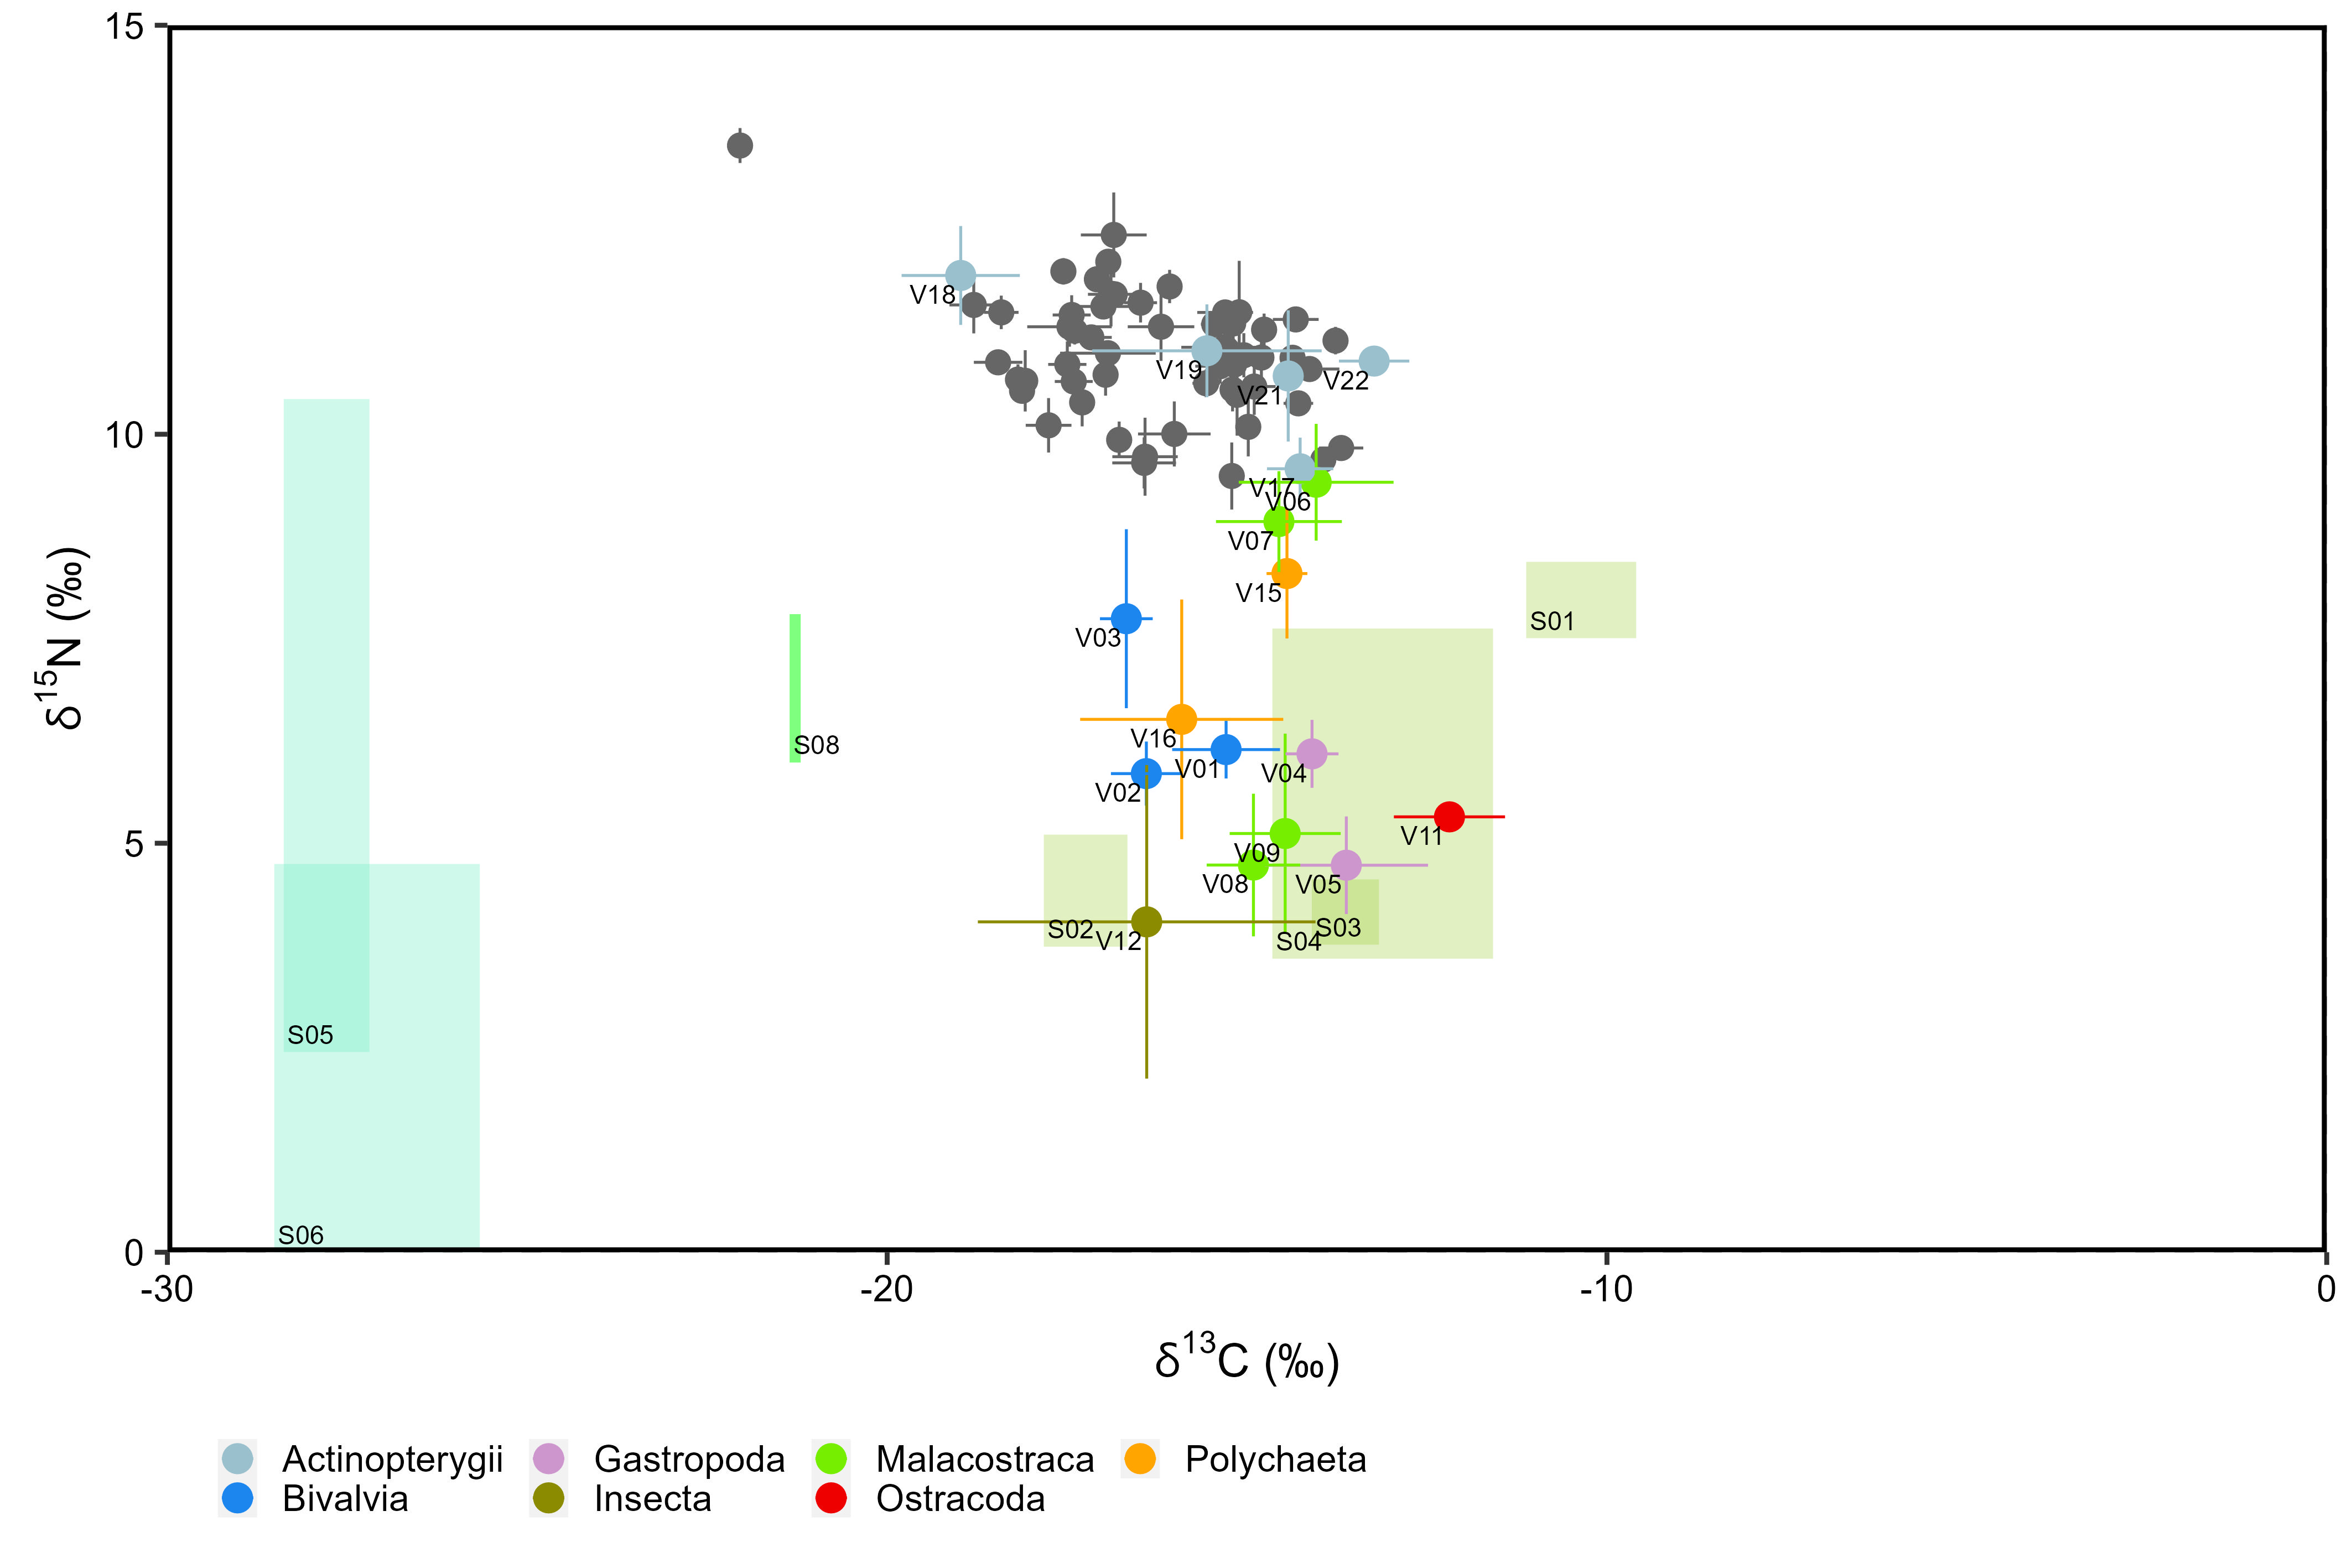 15
V18
V19
V22
V21
10
V17
V06
V07
V15
S01
V03
δ15N (‰)
V16
S08
V01
V04
V02
5
V11
V09
V08
V05
S02
V12
S03
S04
S05
S06
0
-30
-20
-10
0
δ13C (‰)
Actinopterygii Gastropoda Malacostraca Polychaeta
Bivalvia Insecta Ostracoda